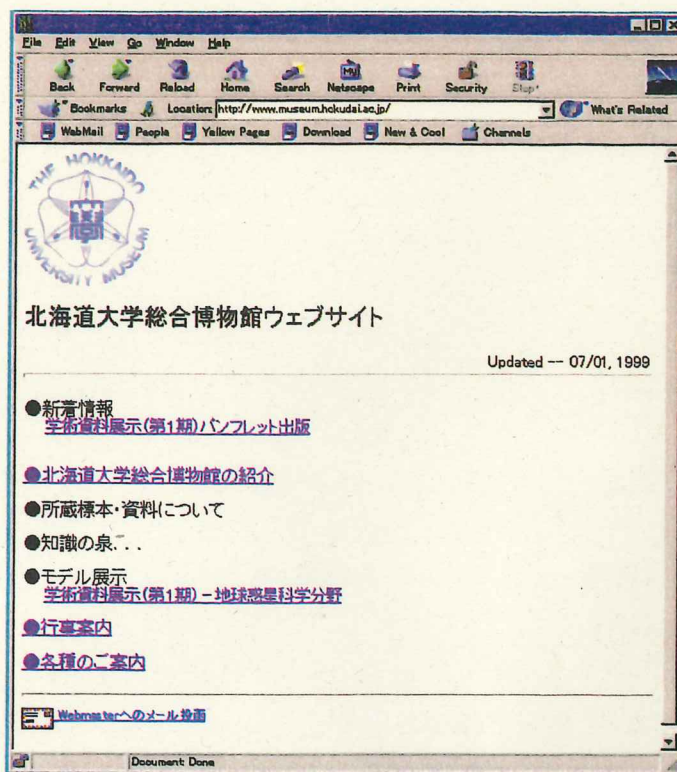 File Edit View Go Window Help
Back Forward Reload Home Search Netscape Print Security Stop
Bookmarks Location: http://www.museum.hokudai.ac.jp/ What's Related
WebMail People Yellow Pages Download New & Cool Channels
THE HOKKAIDO UNIVERSITY MUSEUM
北海道大学総合博物館ウェブサイト
Updated -- 07/01, 1999
●新着情報
学術資料展示(第1期)パンフレット出版
●北海道大学総合博物館の紹介
●所蔵標本・資料について
●知識の泉. . .
●モデル展示
学術資料展示(第1期) - 地球惑星科学分野
●行事案内
●各種のご案内
Webmasterへのメール投函
Document Done